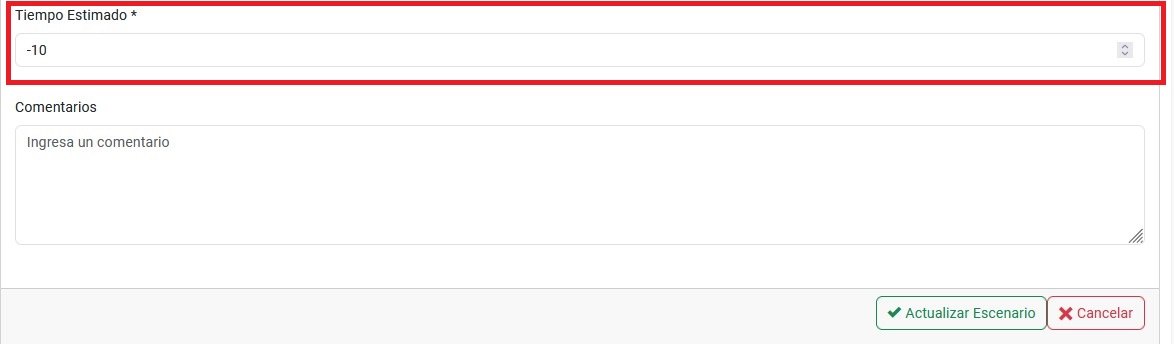 Tiempo Estimado *
-10
Comentarios
Ingresa un comentario
Actualizar Escenario
Cancelar